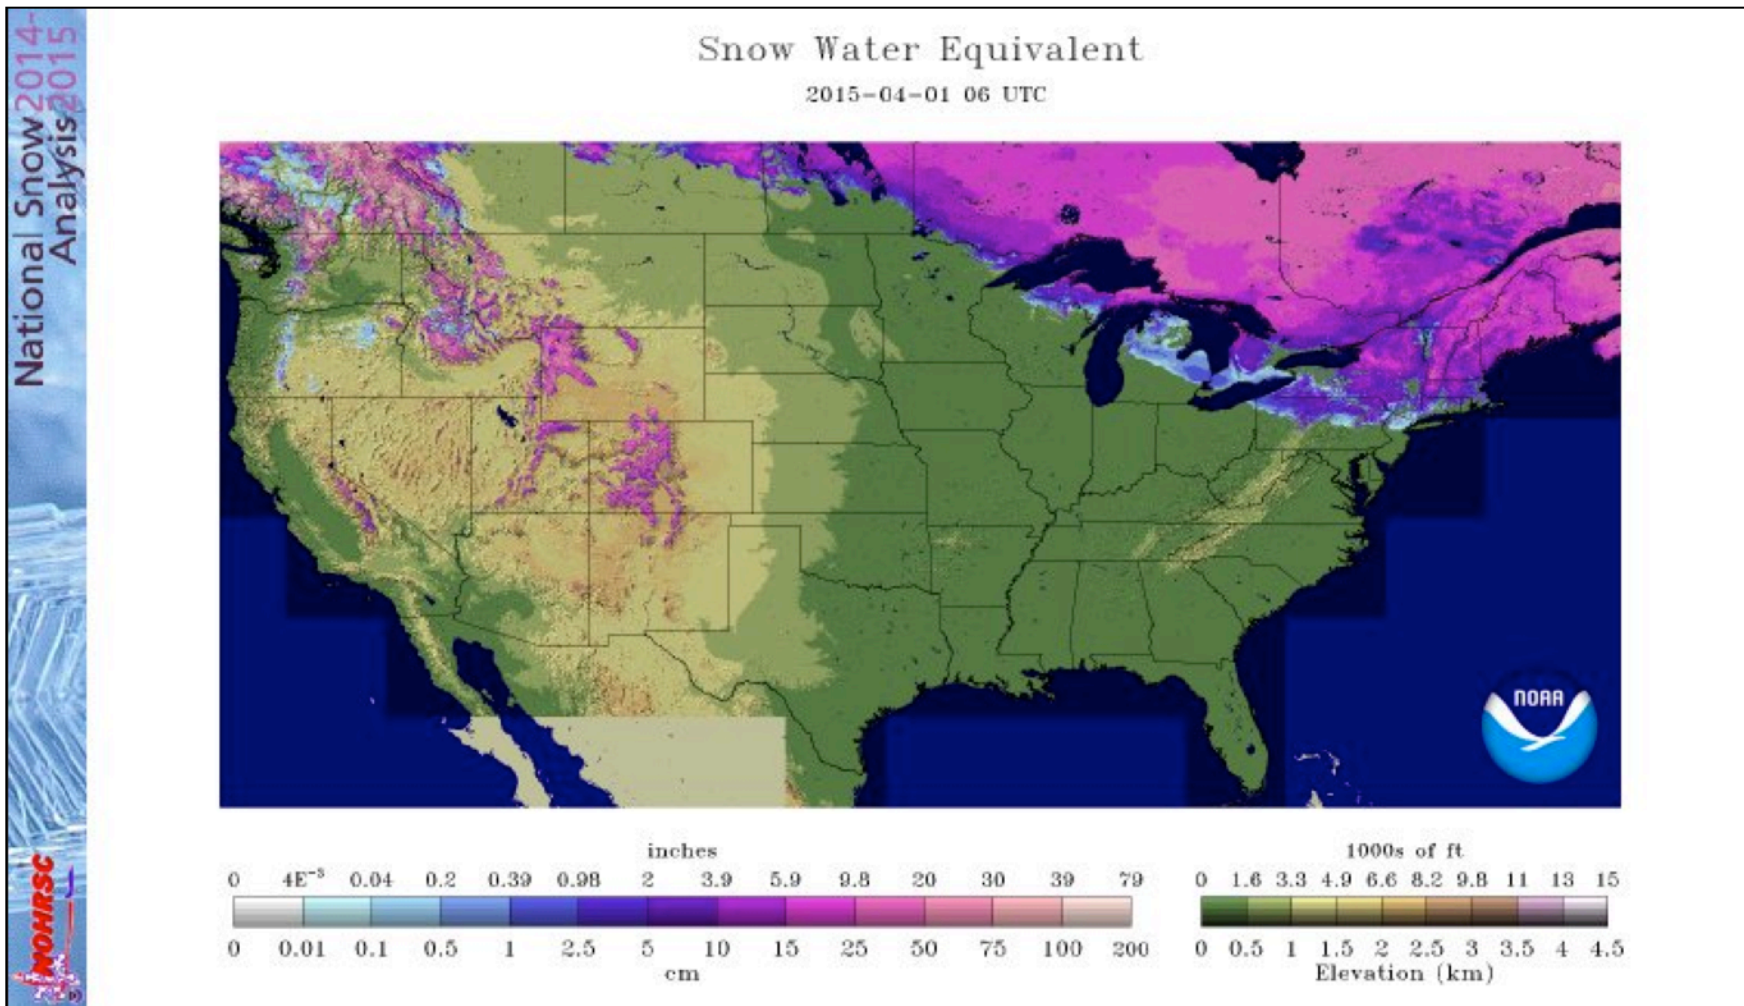 National Snow 2014-
Analysis 2015
Snow Water Equivalent
2015-04-01 06 UTC
NOAA
inches
0 4E⁻³ 0.04 0.2 0.39 0.98 2 3.9 5.9 9.8 20 30 39 79
0 0.01 0.1 0.5 1 2.5 5 10 15 25 50 75 100 200
cm
1000s of ft
0 1.6 3.3 4.9 6.6 8.2 9.8 11 13 15
0 0.5 1 1.5 2 2.5 3 3.5 4 4.5
Elevation (km)
NOHRSC